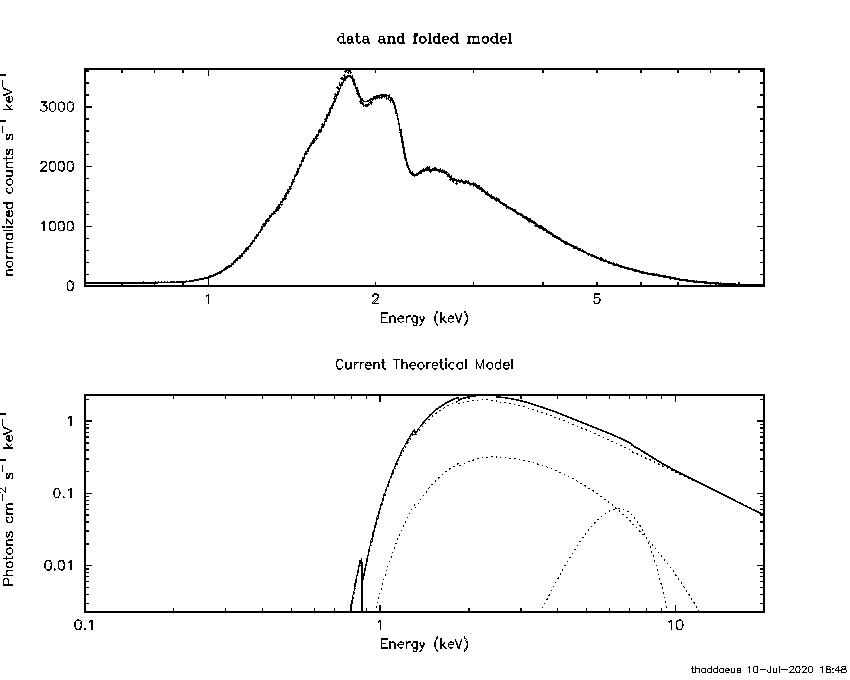 data and folded model
normalized counts s⁻¹ keV⁻¹
3000
2000
1000
0
1 2 5
Energy (keV)
Current Theoretical Model
Photons cm⁻² s⁻¹ keV⁻¹
1
0.1
0.01
0.1 1 10
Energy (keV)
thaddaeus 10-Jul-2020 18:48